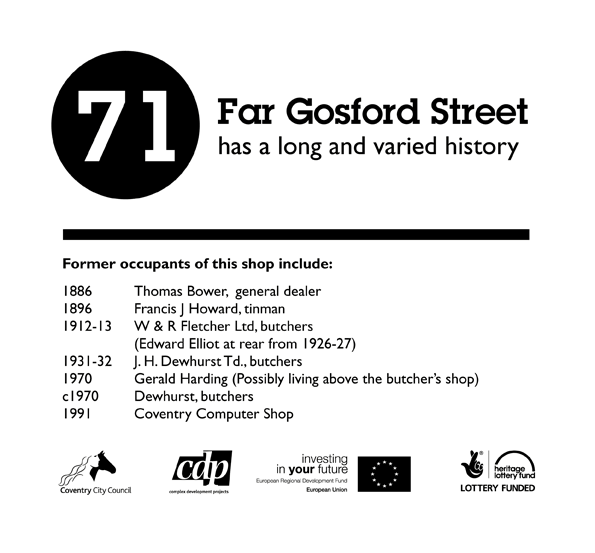 71
Far Gosford Street
has a long and varied history
Former occupants of this shop include:
1886 Thomas Bower, general dealer
1896 Francis J Howard, tinman
1912-13 W & R Fletcher Ltd, butchers
(Edward Elliot at rear from 1926-27)
1931-32 J. H. Dewhurst Td., butchers
1970 Gerald Harding (Possibly living above the butcher's shop)
c1970 Dewhurst, butchers
1991 Coventry Computer Shop
Coventry City Council
cdp
complex development projects
investing
in your future
European Regional Development Fund
European Union
heritage
lottery fund
LOTTERY FUNDED